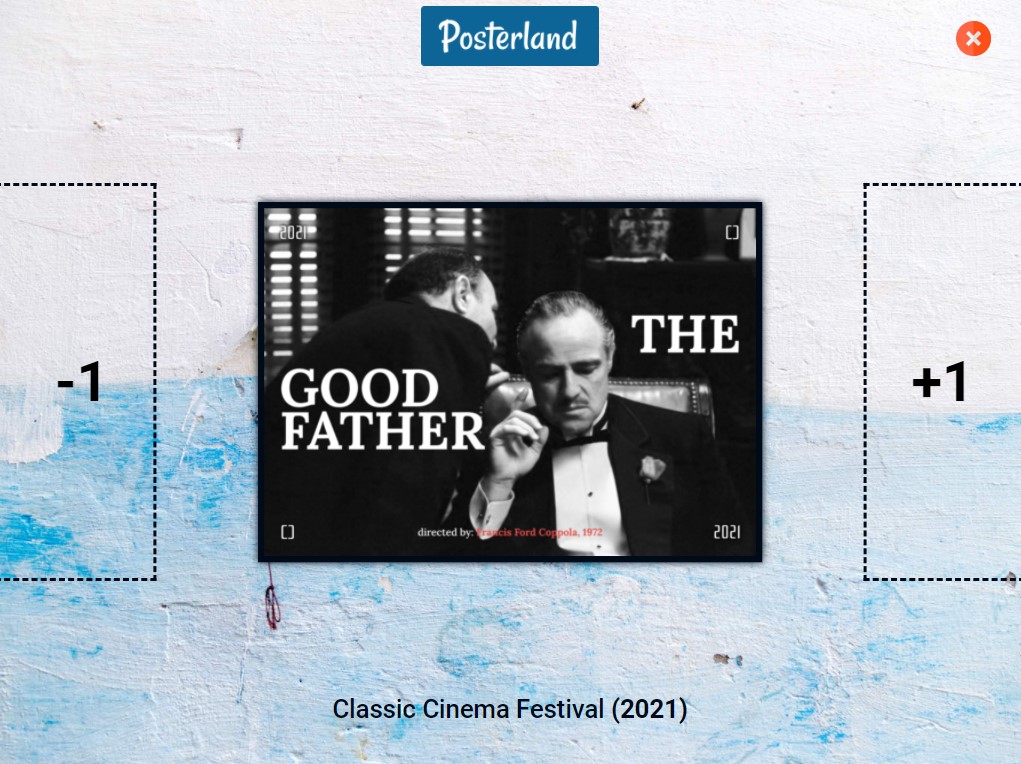 Posterland
2021
[]
THE
-1
GOOD
FATHER
+1
directed by: Francis Ford Coppola, 1972
[]
2021
Classic Cinema Festival (2021)